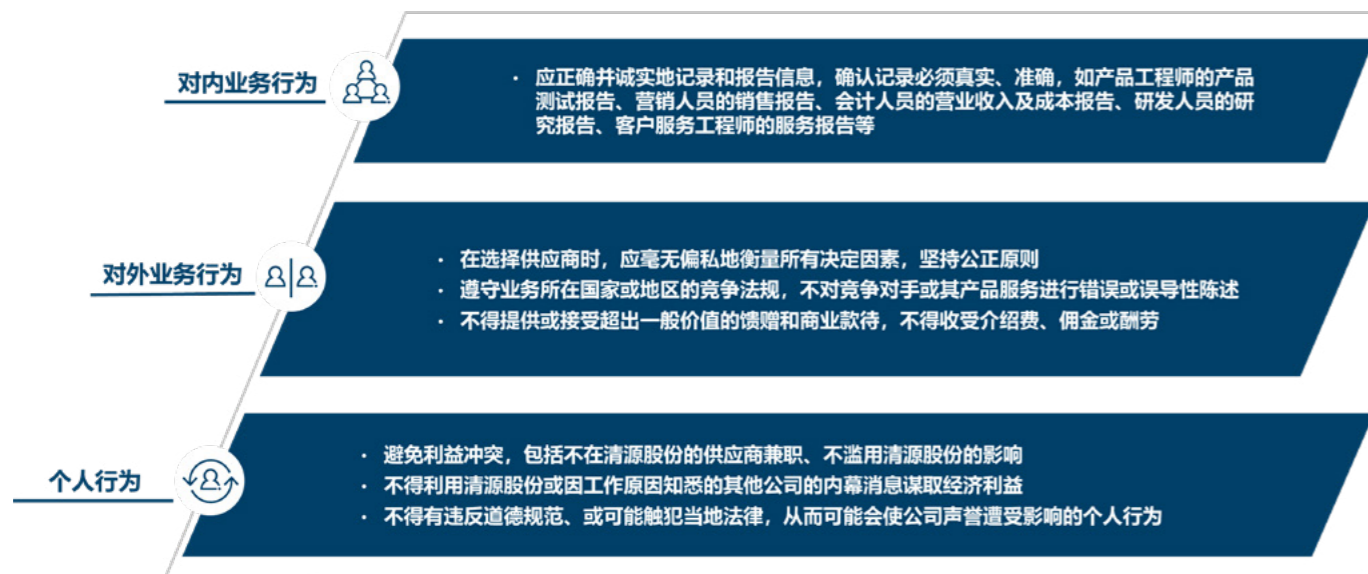 对内业务行为
· 应正确并诚实地记录和报告信息，确认记录必须真实、准确，如产品工程师的产品
测试报告、营销人员的销售报告、会计人员的营业收入及成本报告、研发人员的研
究报告、客户服务工程师的服务报告等
对外业务行为
· 在选择供应商时，应毫无偏私地衡量所有决定因素，坚持公正原则
· 遵守业务所在国家或地区的竞争法规，不对竞争对手或其产品服务进行错误或误导性陈述
· 不得提供或接受超出一般价值的馈赠和商业款待，不得收受介绍费、佣金或酬劳
个人行为
· 避免利益冲突，包括不在清源股份的供应商兼职、不滥用清源股份的影响
· 不得利用清源股份或因工作原因知悉的其他公司的内幕消息谋取经济利益
· 不得有违反道德规范、或可能触犯当地法律，从而可能会使公司声誉遭受影响的个人行为